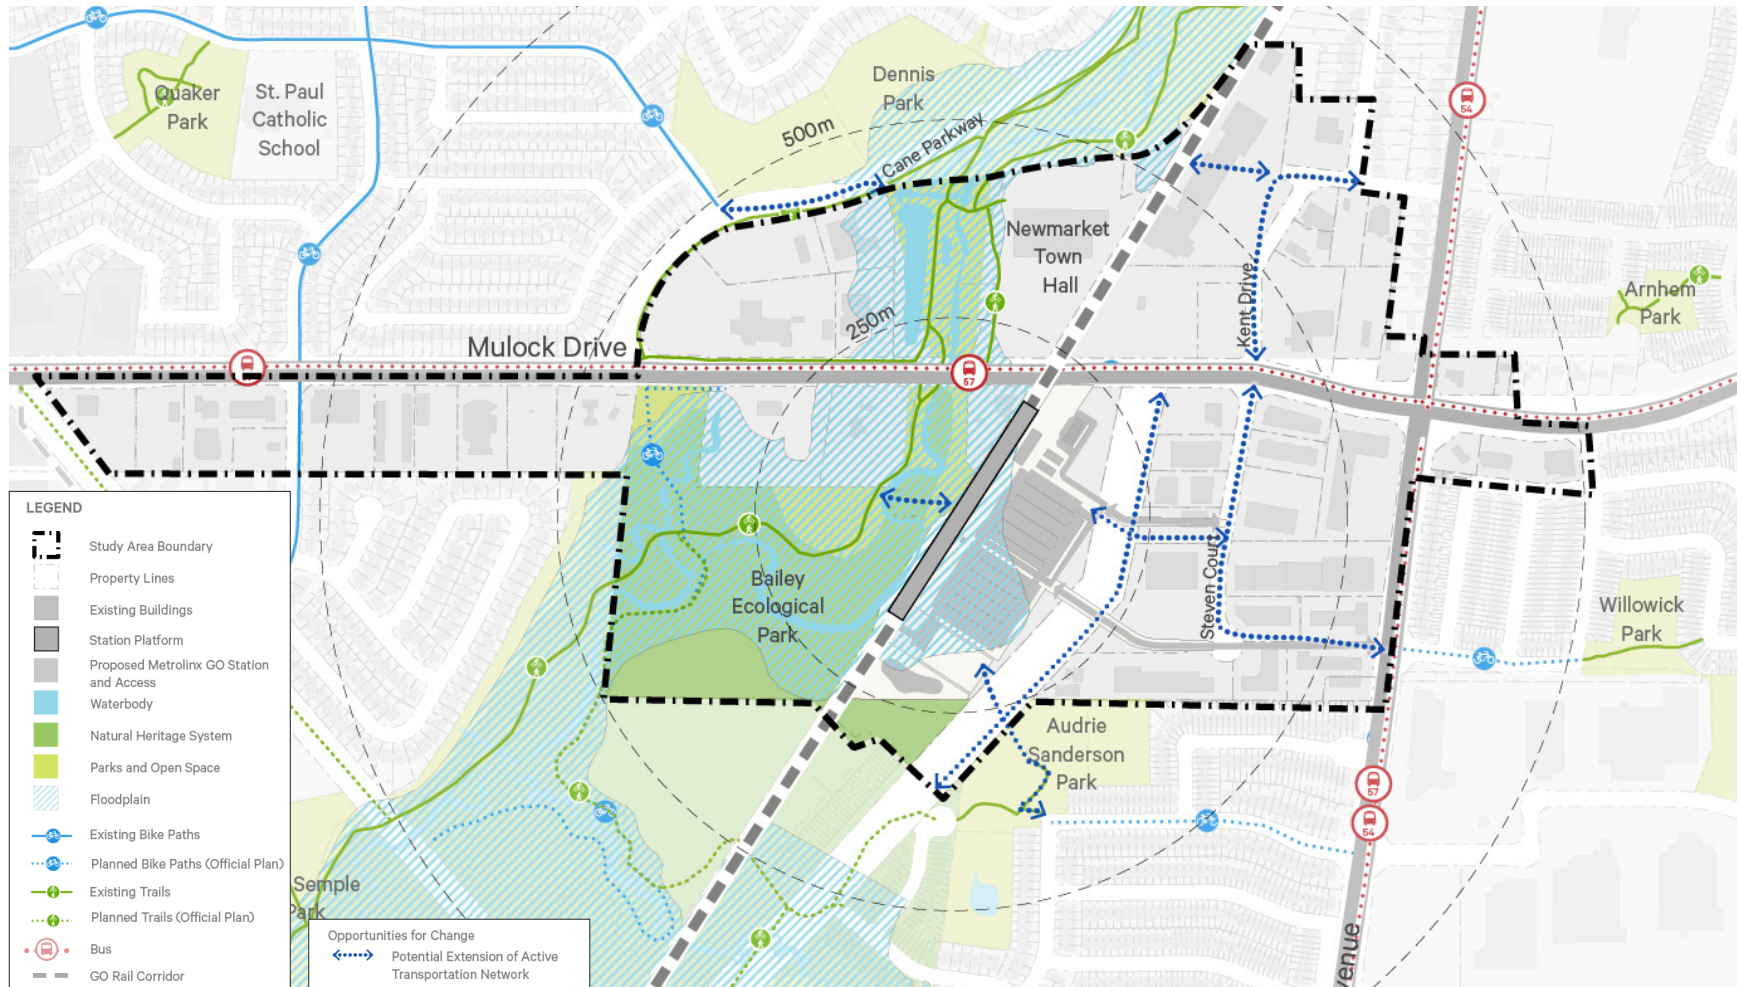 Quaker
Park
St. Paul
Catholic
School
Dennis
Park
500m
Cane Parkway
54
Newmarket
Town
Hall
Kent Drive
Arnhem
Park
250m
Mulock Drive
57
Bailey
Ecological
Park
Steven Court
Willowick
Park
Audrie
Sanderson
Park
57
54
Semple
Park
venue
LEGEND
Study Area Boundary
Property Lines
Existing Buildings
Station Platform
Proposed Metrolinx GO Station
and Access
Waterbody
Natural Heritage System
Parks and Open Space
Floodplain
Existing Bike Paths
Planned Bike Paths (Official Plan)
Existing Trails
Planned Trails (Official Plan)
Bus
GO Rail Corridor
Opportunities for Change
Potential Extension of Active
Transportation Network